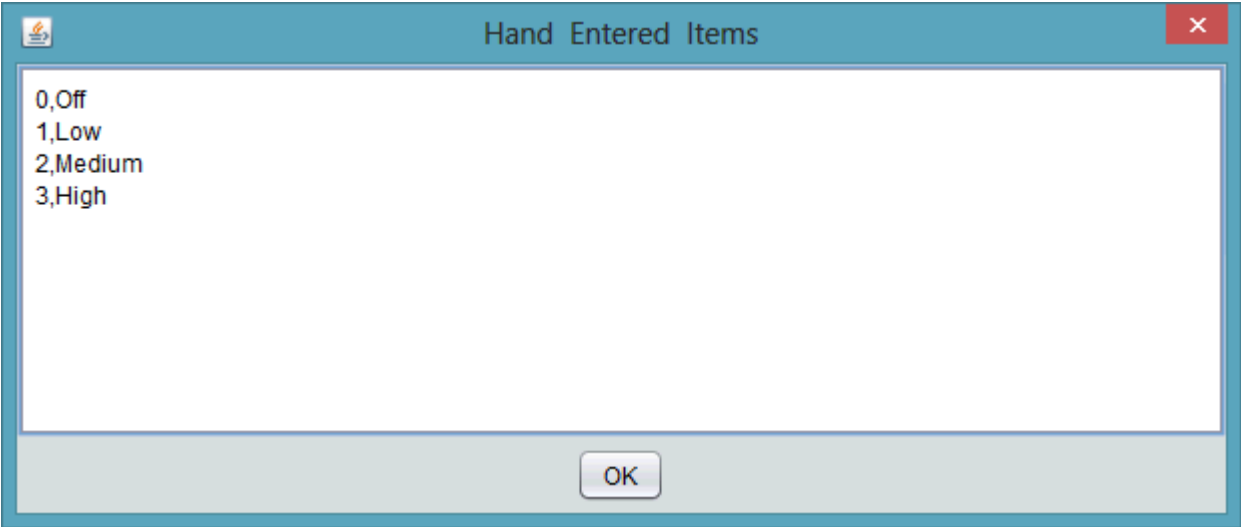 Hand Entered Items
0,Off
1,Low
2,Medium
3,High
OK